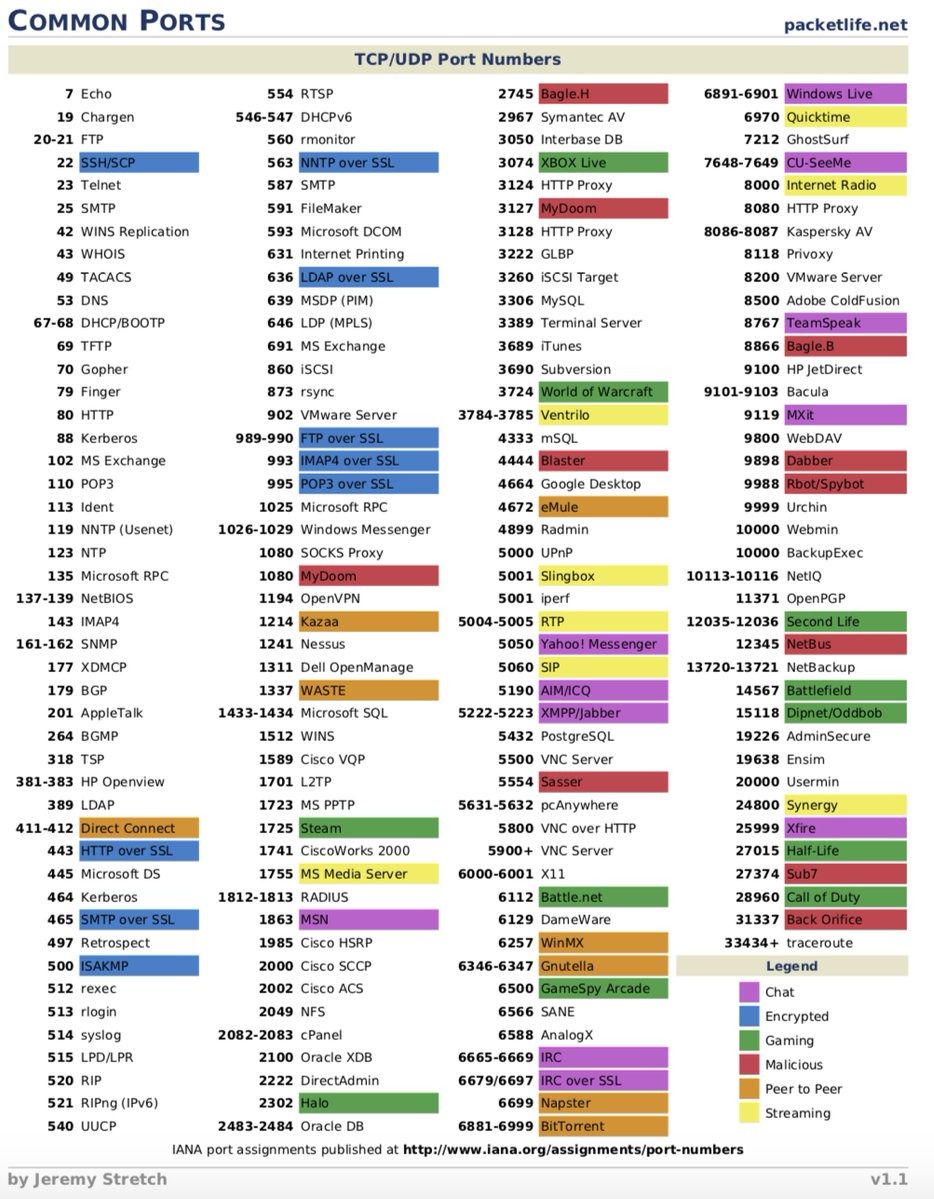 COMMON PORTS
packetlife.net
TCP/UDP Port Numbers
7 Echo
19 Chargen
20-21 FTP
22 SSH/SCP
23 Telnet
25 SMTP
42 WINS Replication
43 WHOIS
49 TACACS
53 DNS
67-68 DHCP/BOOTP
69 TFTP
70 Gopher
79 Finger
80 HTTP
88 Kerberos
102 MS Exchange
110 POP3
113 Ident
119 NNTP (Usenet)
123 NTP
135 Microsoft RPC
137-139 NetBIOS
143 IMAP4
161-162 SNMP
177 XDMCP
179 BGP
201 AppleTalk
264 BGMP
318 TSP
381-383 HP Openview
389 LDAP
411-412 Direct Connect
443 HTTP over SSL
445 Microsoft DS
464 Kerberos
465 SMTP over SSL
497 Retrospect
500 ISAKMP
512 rexec
513 rlogin
514 syslog
515 LPD/LPR
520 RIP
521 RIPng (IPv6)
540 UUCP
554 RTSP
546-547 DHCPv6
560 rmonitor
563 NNTP over SSL
587 SMTP
591 FileMaker
593 Microsoft DCOM
631 Internet Printing
636 LDAP over SSL
639 MSDP (PIM)
646 LDP (MPLS)
691 MS Exchange
860 iSCSI
873 rsync
902 VMware Server
989-990 FTP over SSL
993 IMAP4 over SSL
995 POP3 over SSL
1025 Microsoft RPC
1026-1029 Windows Messenger
1080 SOCKS Proxy
1080 MyDoom
1194 OpenVPN
1214 Kazaa
1241 Nessus
1311 Dell OpenManage
1337 WASTE
1433-1434 Microsoft SQL
1512 WINS
1589 Cisco VQP
1701 L2TP
1723 MS PPTP
1725 Steam
1741 CiscoWorks 2000
1755 MS Media Server
1812-1813 RADIUS
1863 MSN
1985 Cisco HSRP
2000 Cisco SCCP
2002 Cisco ACS
2049 NFS
2082-2083 cPanel
2100 Oracle XDB
2222 DirectAdmin
2302 Halo
2483-2484 Oracle DB
2745 Bagle.H
2967 Symantec AV
3050 Interbase DB
3074 XBOX Live
3124 HTTP Proxy
3127 MyDoom
3128 HTTP Proxy
3222 GLBP
3260 iSCSI Target
3306 MySQL
3389 Terminal Server
3689 iTunes
3690 Subversion
3724 World of Warcraft
3784-3785 Ventrilo
4333 mSQL
4444 Blaster
4664 Google Desktop
4672 eMule
4899 Radmin
5000 UPnP
5001 Slingbox
5001 iperf
5004-5005 RTP
5050 Yahoo! Messenger
5060 SIP
5190 AIM/ICQ
5222-5223 XMPP/Jabber
5432 PostgreSQL
5500 VNC Server
5554 Sasser
5631-5632 pcAnywhere
5800 VNC over HTTP
5900+ VNC Server
6000-6001 X11
6112 Battle.net
6129 DameWare
6257 WinMX
6346-6347 Gnutella
6500 GameSpy Arcade
6566 SANE
6588 AnalogX
6665-6669 IRC
6679/6697 IRC over SSL
6699 Napster
6881-6999 BitTorrent
6891-6901 Windows Live
6970 Quicktime
7212 GhostSurf
7648-7649 CU-SeeMe
8000 Internet Radio
8080 HTTP Proxy
8086-8087 Kaspersky AV
8118 Privoxy
8200 VMware Server
8500 Adobe ColdFusion
8767 TeamSpeak
8866 Bagle.B
9100 HP JetDirect
9101-9103 Bacula
9119 MXit
9800 WebDAV
9898 Dabber
9988 Rbot/Spybot
9999 Urchin
10000 Webmin
10000 BackupExec
10113-10116 NetIQ
11371 OpenPGP
12035-12036 Second Life
12345 NetBus
13720-13721 NetBackup
14567 Battlefield
15118 Dipnet/Oddbob
19226 AdminSecure
19638 Ensim
20000 Usermin
24800 Synergy
25999 Xfire
27015 Half-Life
27374 Sub7
28960 Call of Duty
31337 Back Orifice
33434+ traceroute
Legend
Chat
Encrypted
Gaming
Malicious
Peer to Peer
Streaming
IANA port assignments published at http://www.iana.org/assignments/port-numbers
by Jeremy Stretch
v1.1